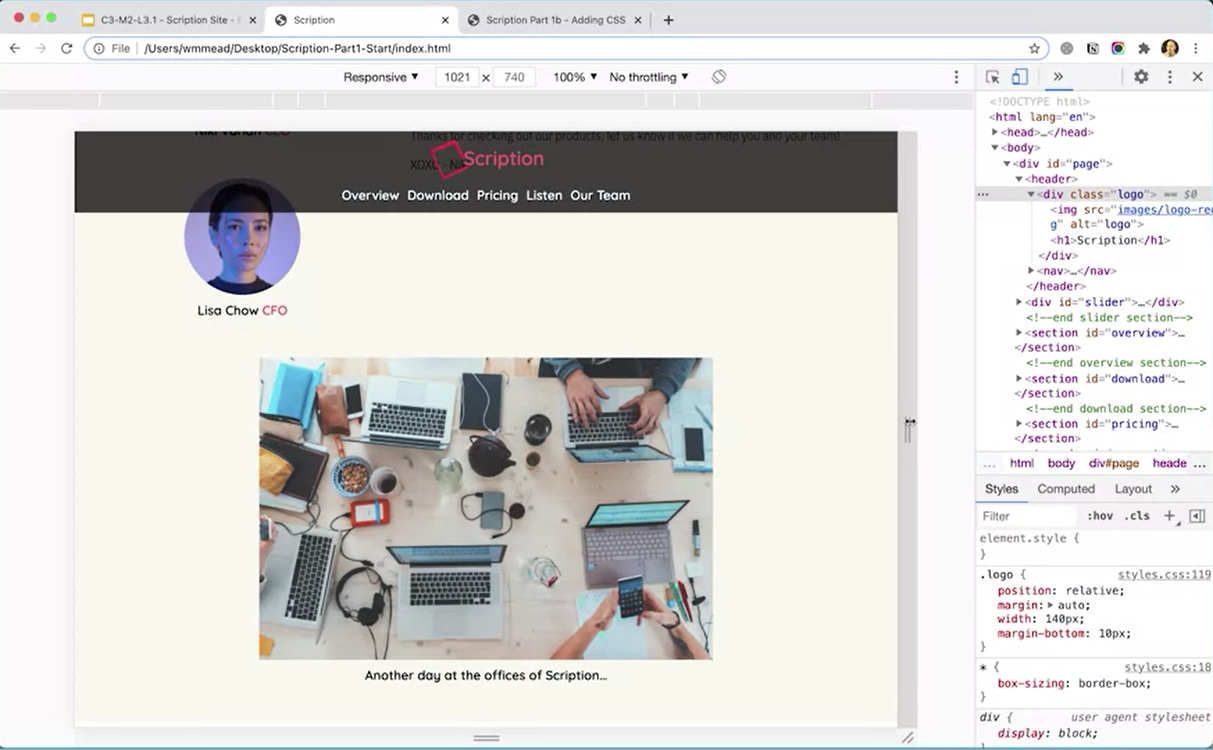 C3-M2-L3.1 - Scription Site -
Scription
Scription Part 1b - Adding CSS
File /Users/wmmead/Desktop/Scription-Part1-Start/index.html
Responsive 1021 × 740 100% No throttling
Thanks for checking out our products, let us know if we can help you and your team!
XOXO - Niki
Scription
Overview Download Pricing Listen Our Team
Lisa Chow CFO
Another day at the offices of Scription...
<!DOCTYPE html>
<html lang="en">
<head>…</head>
<body>
<div id="page">
<header>
<div class="logo"> == $0
<img src="images/logo-red
g" alt="logo">
<h1>Scription</h1>
</div>
<nav>…</nav>
</header>
<div id="slider">…</div>
<!--end slider section-->
<section id="overview">…
</section>
<!--end overview section-->
<section id="download">…
</section>
<!--end download section-->
<section id="pricing">…
</section>
... html body div#page heade ...
Styles Computed Layout
Filter :hov .cls
element.style {
}
.logo { styles.css:119
position: relative;
margin: auto;
width: 140px;
margin-bottom: 10px;
}
* { styles.css:18
box-sizing: border-box;
}
div { user agent stylesheet
display: block;